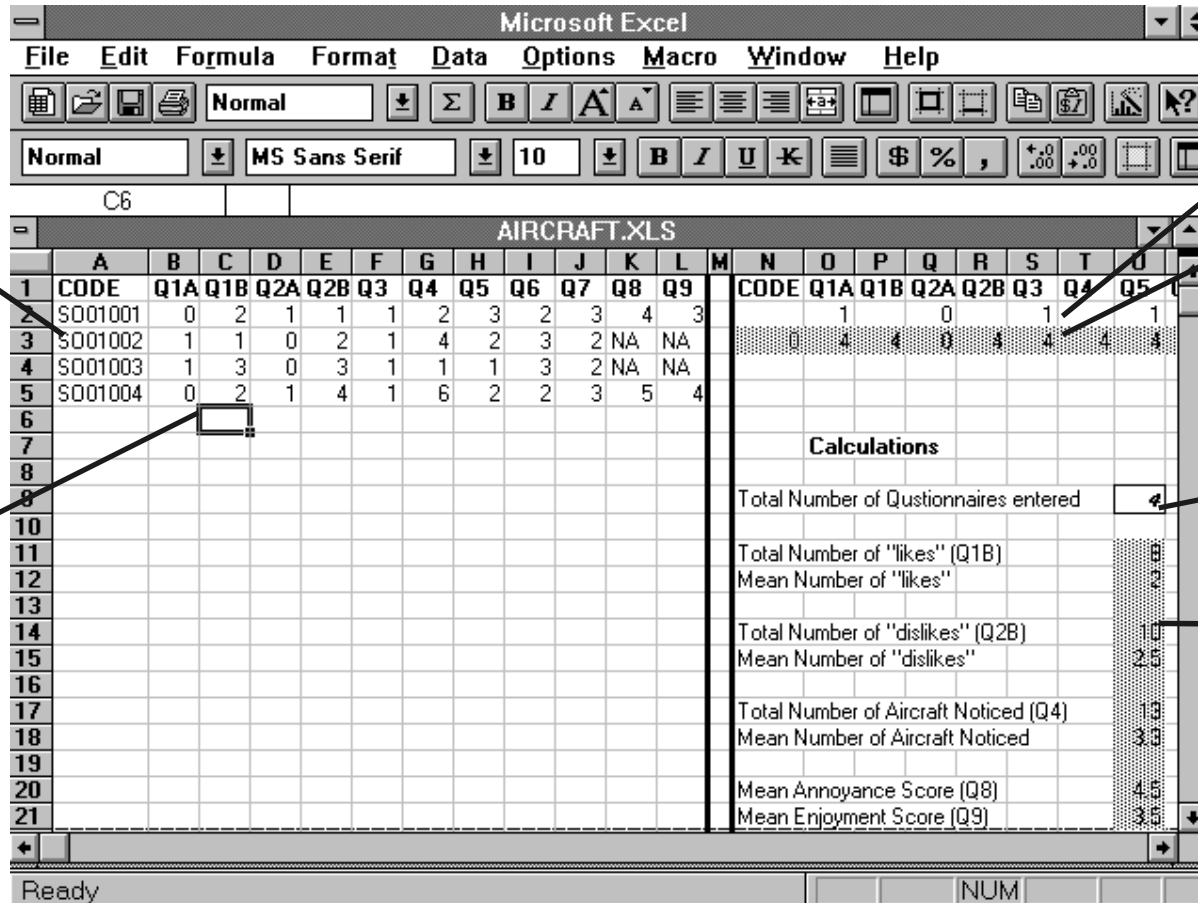 Microsoft Excel
File Edit Formula Format Data Options Macro Window Help
Normal Σ B I A A
Normal MS Sans Serif 10 B I U K $ % ,
C6
AIRCRAFT.XLS
A B C D E F G H I J K L M N O P Q R S T U
1 CODE Q1A Q1B Q2A Q2B Q3 Q4 Q5 Q6 Q7 Q8 Q9 CODE Q1A Q1B Q2A Q2B Q3 Q4 Q5
2 SO01001 0 2 1 1 1 2 3 2 3 4 3 1 0 1 1
3 SO01002 1 1 0 2 1 4 2 3 2 NA NA 0 4 4 0 4 4 4 4
4 SO01003 1 3 0 3 1 1 1 3 2 NA NA
5 SO01004 0 2 1 4 1 6 2 2 3 5 4
6
7 Calculations
8
9 Total Number of Qustionnaires entered 4
10
11 Total Number of "likes" (Q1B) 8
12 Mean Number of "likes" 2
13
14 Total Number of "dislikes" (Q2B) 10
15 Mean Number of "dislikes" 2.5
16
17 Total Number of Aircraft Noticed (Q4) 13
18 Mean Number of Aircraft Noticed 3.3
19
20 Mean Annoyance Score (Q8) 4.5
21 Mean Enjoyment Score (Q9) 3.5
Ready NUM